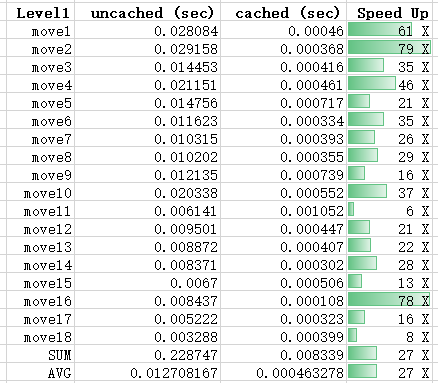 Level1 uncached (sec) cached (sec) Speed Up
move1 0.028084 0.00046 61 X
move2 0.029158 0.000368 79 X
move3 0.014453 0.000416 35 X
move4 0.021151 0.000461 46 X
move5 0.014756 0.000717 21 X
move6 0.011623 0.000334 35 X
move7 0.010315 0.000393 26 X
move8 0.010202 0.000355 29 X
move9 0.012135 0.000739 16 X
move10 0.020338 0.000552 37 X
move11 0.006141 0.001052 6 X
move12 0.009501 0.000447 21 X
move13 0.008872 0.000407 22 X
move14 0.008371 0.000302 28 X
move15 0.0067 0.000506 13 X
move16 0.008437 0.000108 78 X
move17 0.005222 0.000323 16 X
move18 0.003288 0.000399 8 X
SUM 0.228747 0.008339 27 X
AVG 0.012708167 0.000463278 27 X